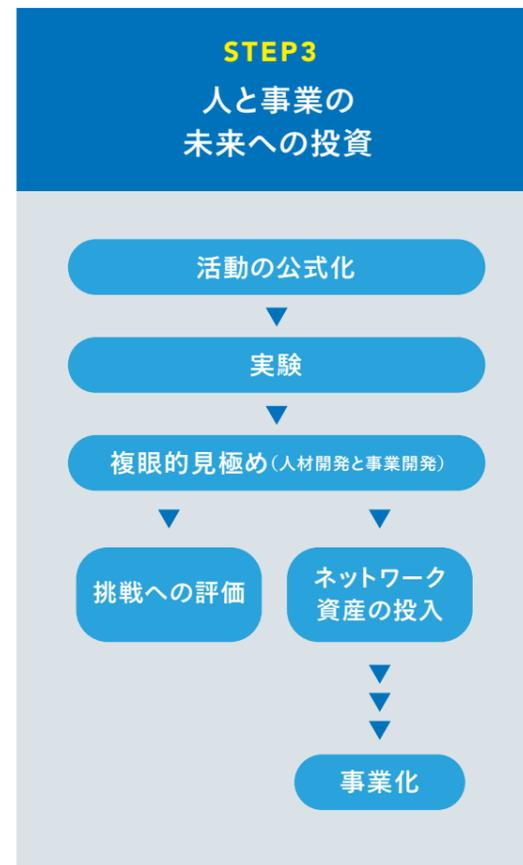 STEP3
人と事業の
未来への投資
活動の公式化
実験
複眼的見極め(人材開発と事業開発)
挑戦への評価
ネットワーク
資産の投入
事業化